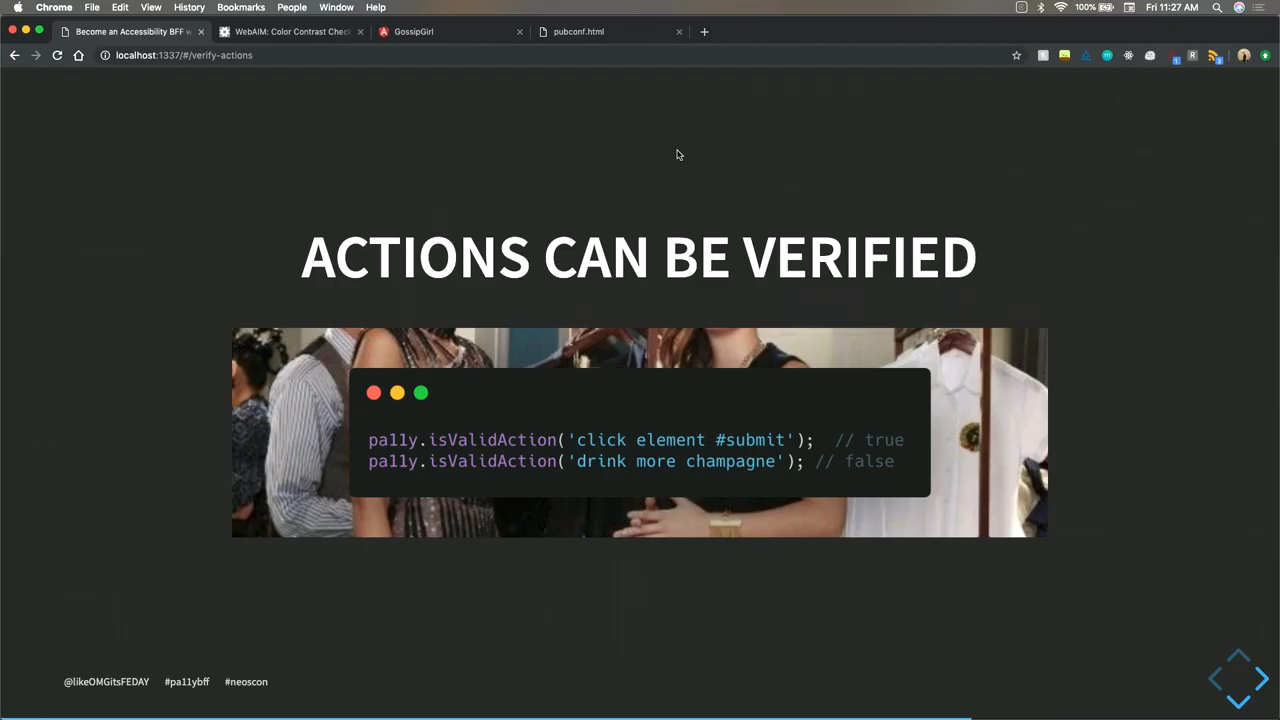 Chrome File Edit View History Bookmarks People Window Help 100% Fri 11:27 AM
Become an Accessibility BFF w WebAIM: Color Contrast Chec GossipGirl pubconf.html
localhost:1337/#/verify-actions
ACTIONS CAN BE VERIFIED
pa11y.isValidAction('click element #submit'); // true
pa11y.isValidAction('drink more champagne'); // false
@likeOMGitsFEDAY #pa11ybff #neoscon